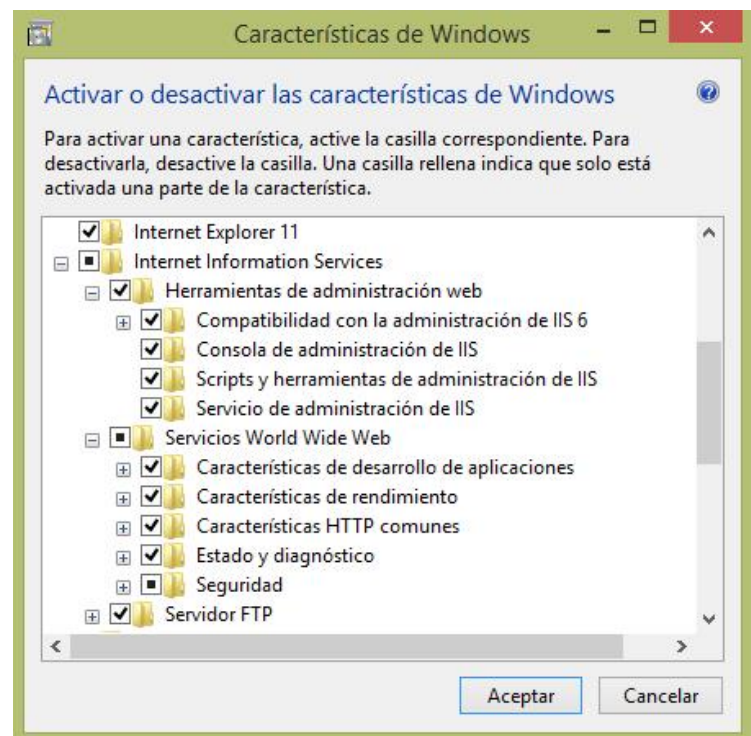 Características de Windows
Activar o desactivar las características de Windows
Para activar una característica, active la casilla correspondiente. Para
desactivarla, desactive la casilla. Una casilla rellena indica que solo está
activada una parte de la característica.
Internet Explorer 11
Internet Information Services
Herramientas de administración web
Compatibilidad con la administración de IIS 6
Consola de administración de IIS
Scripts y herramientas de administración de IIS
Servicio de administración de IIS
Servicios World Wide Web
Características de desarrollo de aplicaciones
Características de rendimiento
Características HTTP comunes
Estado y diagnóstico
Seguridad
Servidor FTP
Aceptar
Cancelar